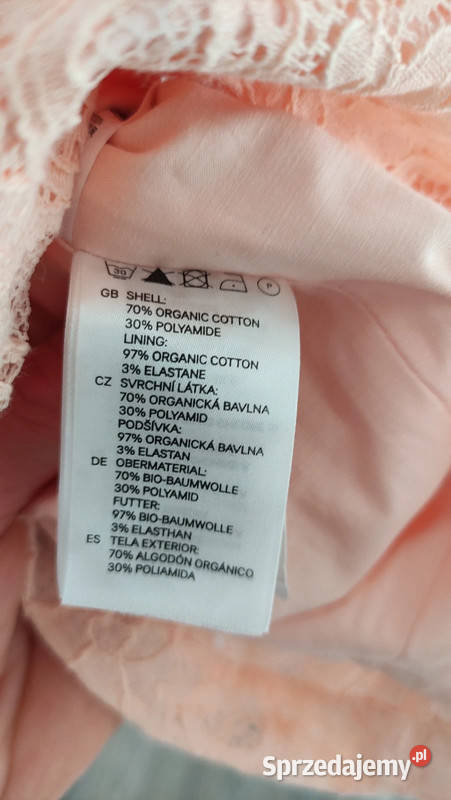 30 P
GB SHELL:
70% ORGANIC COTTON
30% POLYAMIDE
LINING:
97% ORGANIC COTTON
3% ELASTANE
CZ SVRCHNÍ LÁTKA:
70% ORGANICKÁ BAVLNA
30% POLYAMID
PODŠÍVKA:
97% ORGANICKÁ BAVLNA
3% ELASTAN
DE OBERMATERIAL:
70% BIO-BAUMWOLLE
30% POLYAMID
FUTTER:
97% BIO-BAUMWOLLE
3% ELASTHAN
ES TELA EXTERIOR:
70% ALGODÓN ORGÁNICO
30% POLIAMIDA
Sprzedajemy.pl